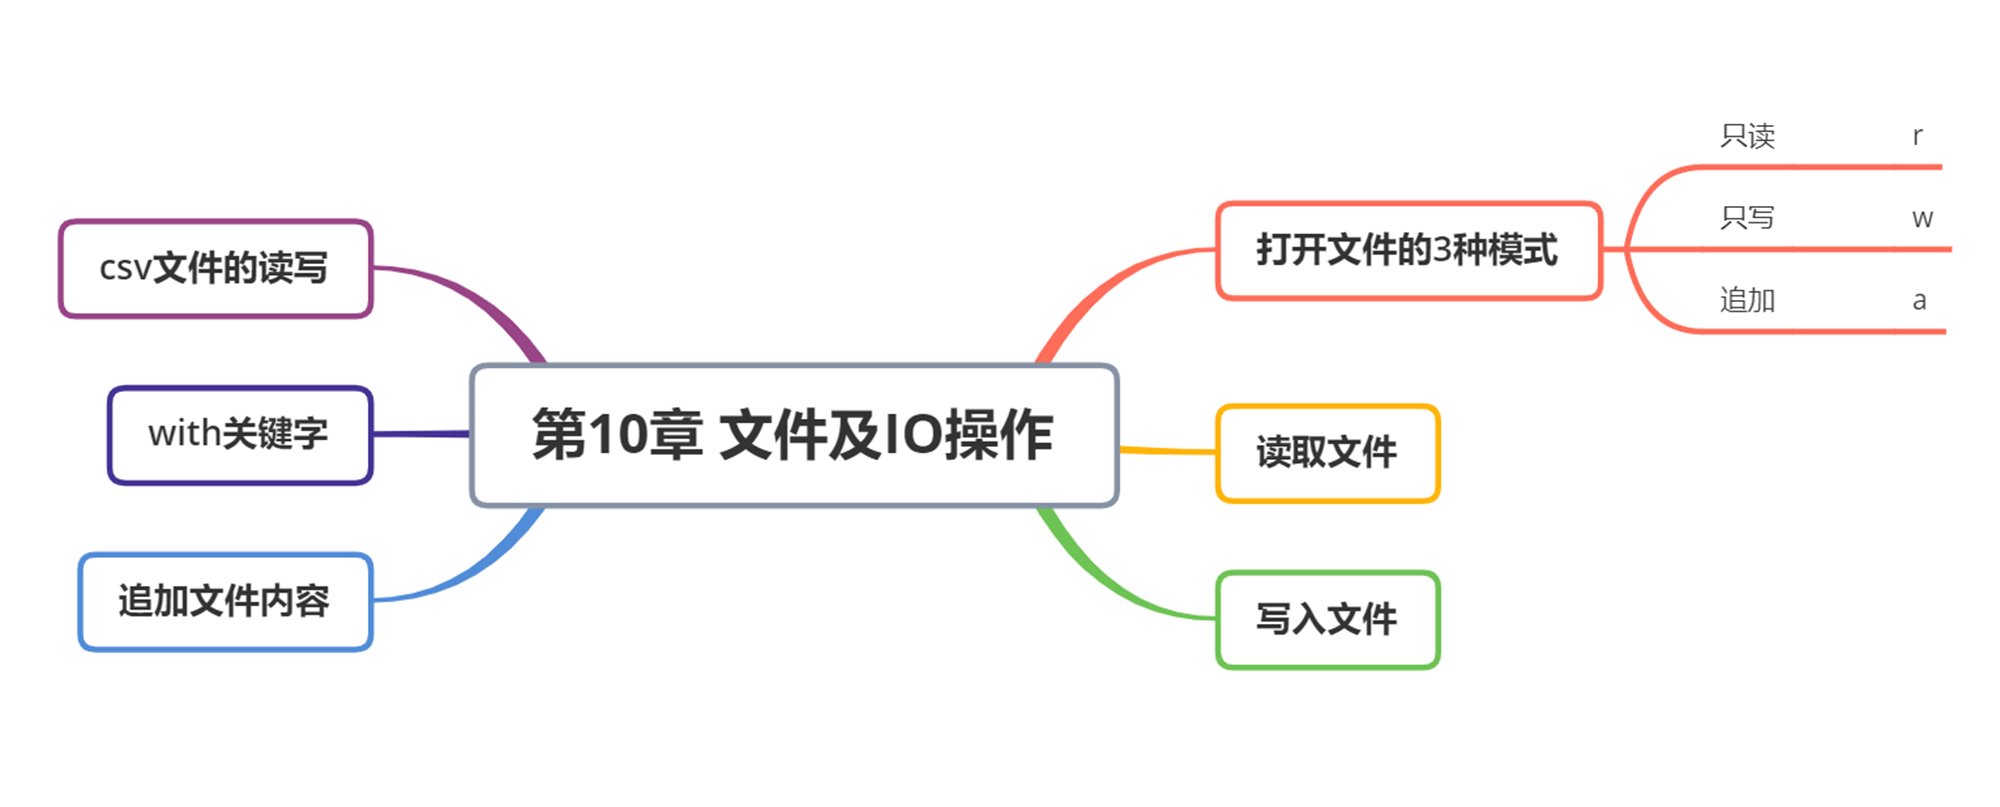 第10章 文件及IO操作
打开文件的3种模式
只读 r
只写 w
追加 a
读取文件
写入文件
csv文件的读写
with关键字
追加文件内容